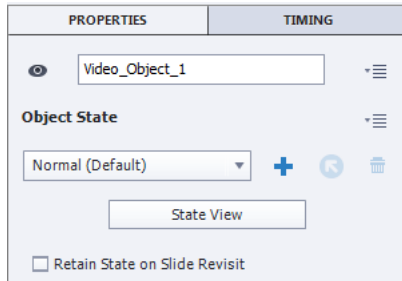 PROPERTIES TIMING
Video_Object_1
Object State
Normal (Default)
State View
Retain State on Slide Revisit